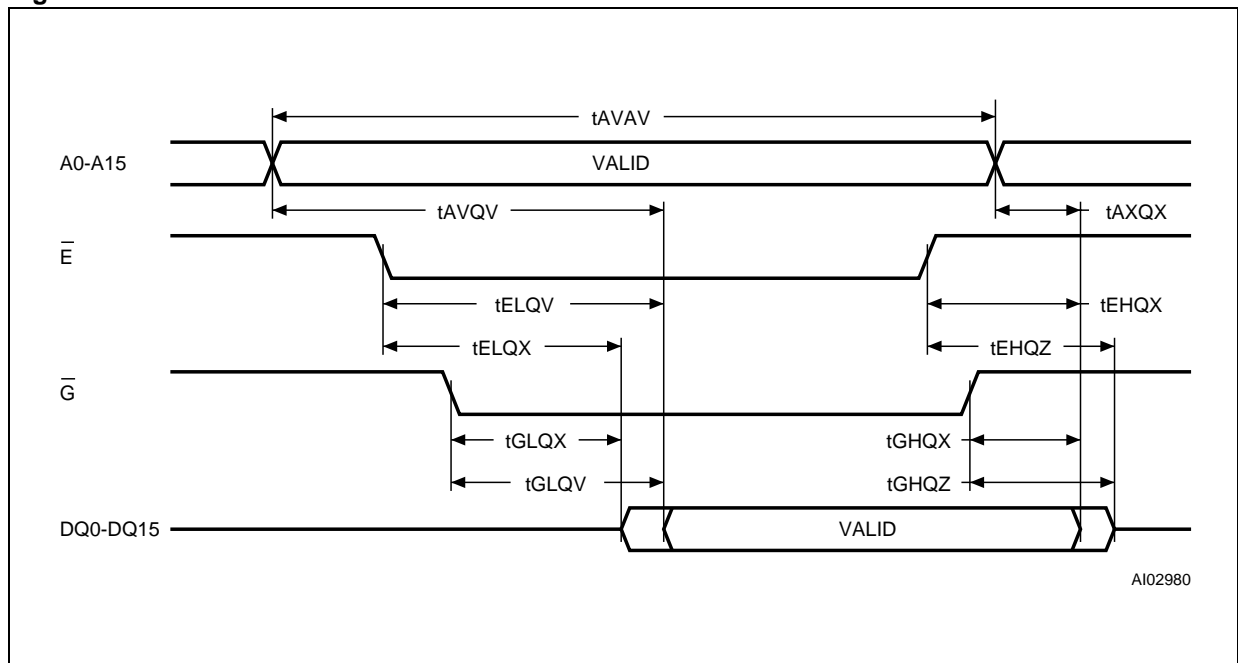 tAVAV
A0-A15
VALID
tAVQV
tAXQX
E̅
tELQV
tEHQX
tELQX
tEHQZ
G̅
tGLQX
tGHQX
tGLQV
tGHQZ
DQ0-DQ15
VALID
AI02980